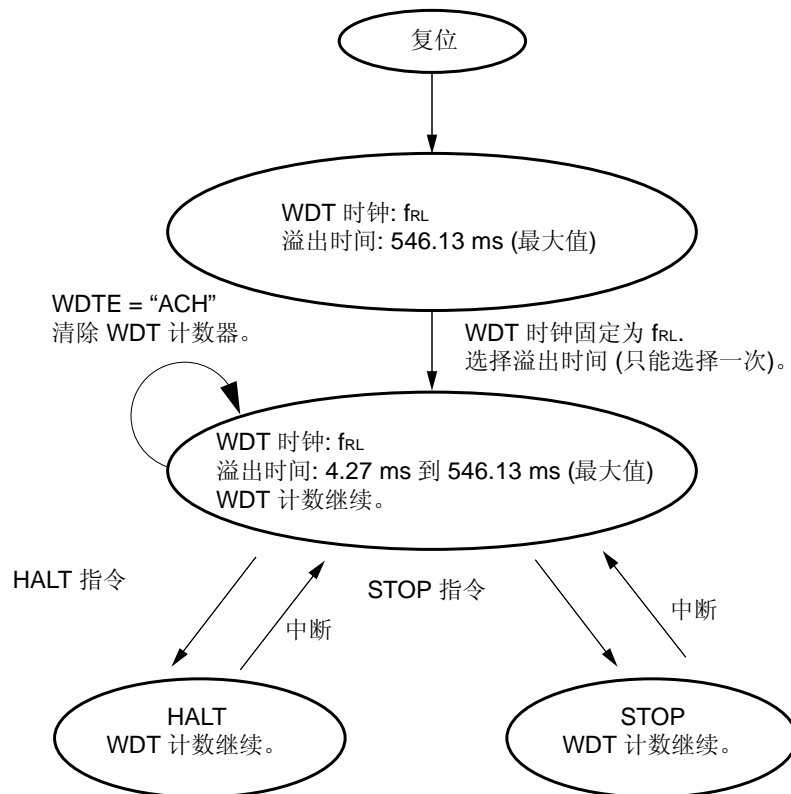 复位
WDT 时钟: fRL
溢出时间: 546.13 ms (最大值)
WDTE = “ACH”
清除 WDT 计数器。
WDT 时钟固定为 fRL.
选择溢出时间 (只能选择一次)。
WDT 时钟: fRL
溢出时间: 4.27 ms 到 546.13 ms (最大值)
WDT 计数继续。
HALT 指令
STOP 指令
中断
中断
HALT
WDT 计数继续。
STOP
WDT 计数继续。